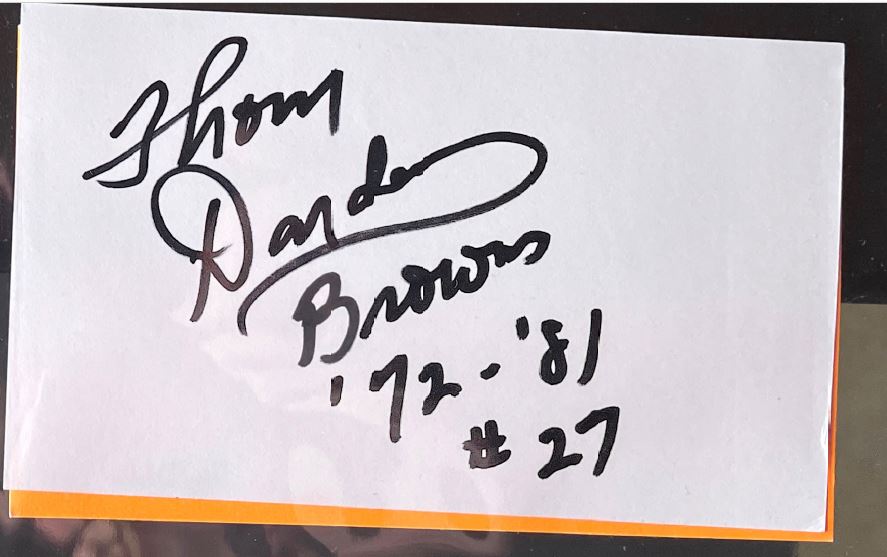 Thom
Darden
Browns
'72-'81
#27